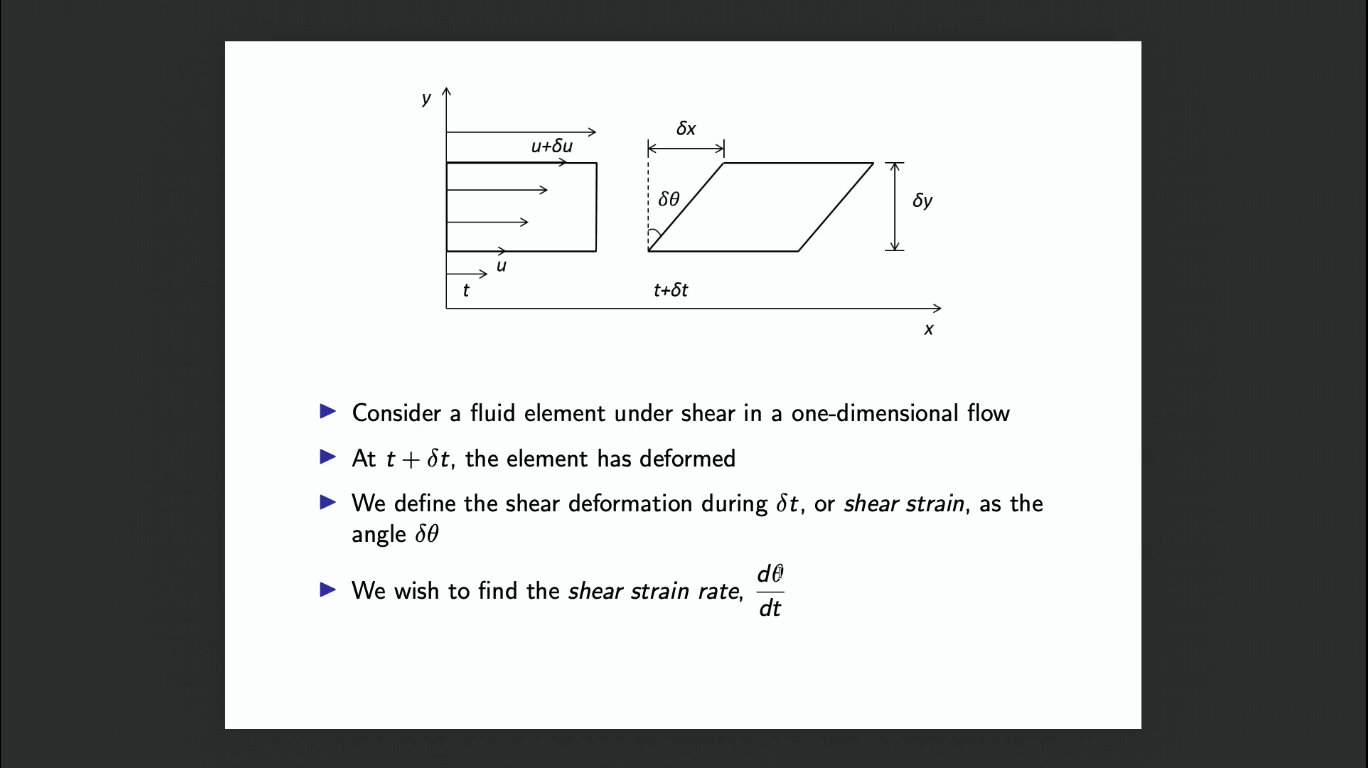 y
δx
u+δu
δθ
δy
u
t
t+δt
x
▶ Consider a fluid element under shear in a one-dimensional flow
▶ At t + δt, the element has deformed
▶ We define the shear deformation during δt, or shear strain, as the
angle δθ
▶ We wish to find the shear strain rate, dθ/dt